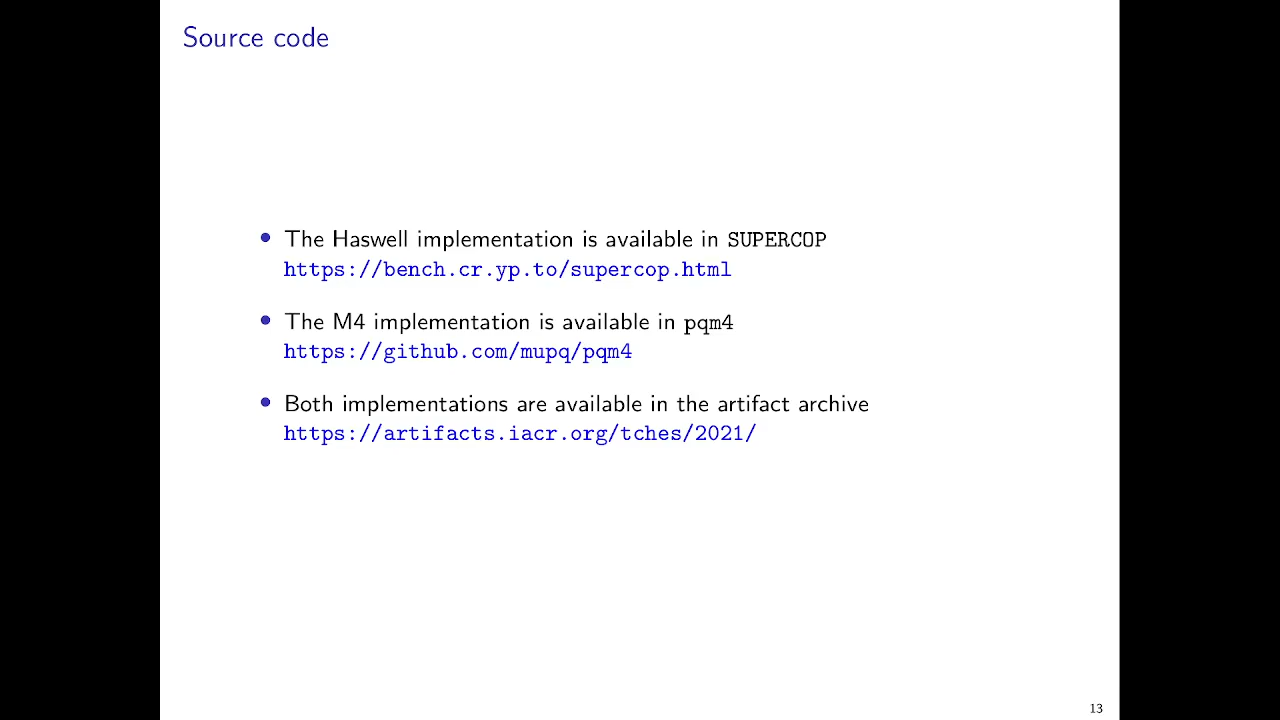 Source code
• The Haswell implementation is available in SUPERCOP
https://bench.cr.yp.to/supercop.html
• The M4 implementation is available in pqm4
https://github.com/mupq/pqm4
• Both implementations are available in the artifact archive
https://artifacts.iacr.org/tches/2021/
13